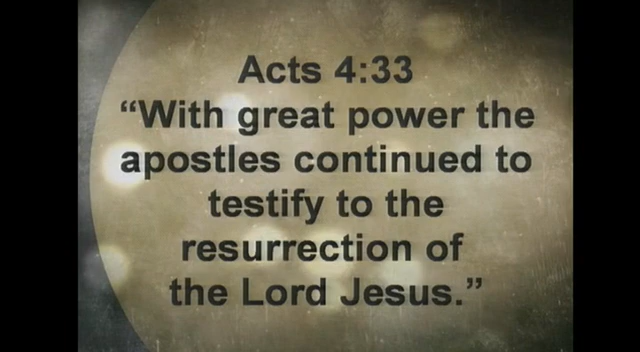 Acts 4:33
“With great power the
apostles continued to
testify to the
resurrection of
the Lord Jesus.”